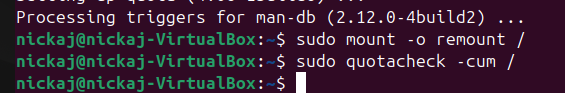 Processing triggers for man-db (2.12.0-4build2) ...
nickaj@nickaj-VirtualBox:~$ sudo mount -o remount /
nickaj@nickaj-VirtualBox:~$ sudo quotacheck -cum /
nickaj@nickaj-VirtualBox:~$